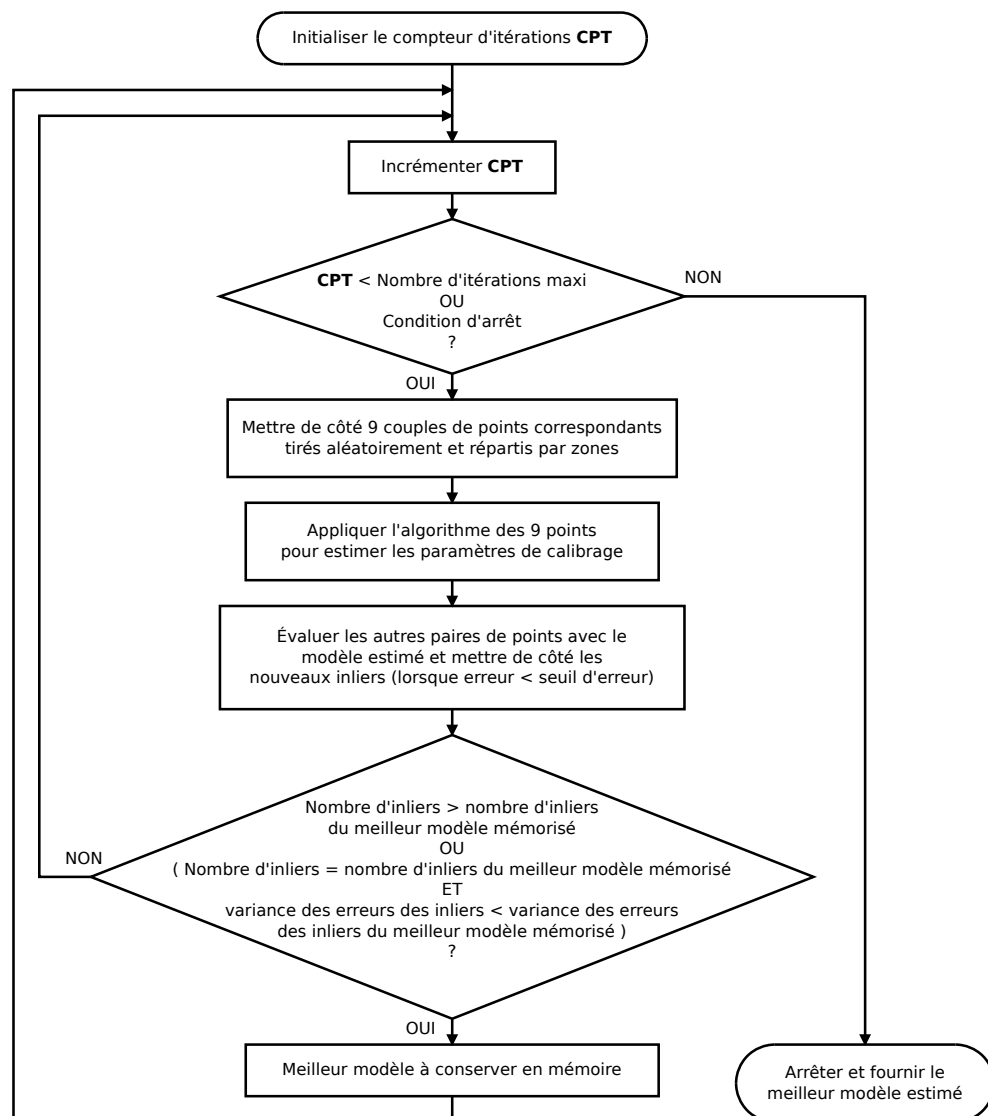 Initialiser le compteur d'itérations CPT
Incrémenter CPT
CPT < Nombre d'itérations maxi
OU
Condition d'arrêt
?
NON
OUI
Mettre de côté 9 couples de points correspondants
tirés aléatoirement et répartis par zones
Appliquer l'algorithme des 9 points
pour estimer les paramètres de calibrage
Évaluer les autres paires de points avec le
modèle estimé et mettre de côté les
nouveaux inliers (lorsque erreur < seuil d'erreur)
Nombre d'inliers > nombre d'inliers
du meilleur modèle mémorisé
OU
( Nombre d'inliers = nombre d'inliers du meilleur modèle mémorisé
ET
variance des erreurs des inliers < variance des erreurs
des inliers du meilleur modèle mémorisé )
?
NON
OUI
Meilleur modèle à conserver en mémoire
Arrêter et fournir le
meilleur modèle estimé